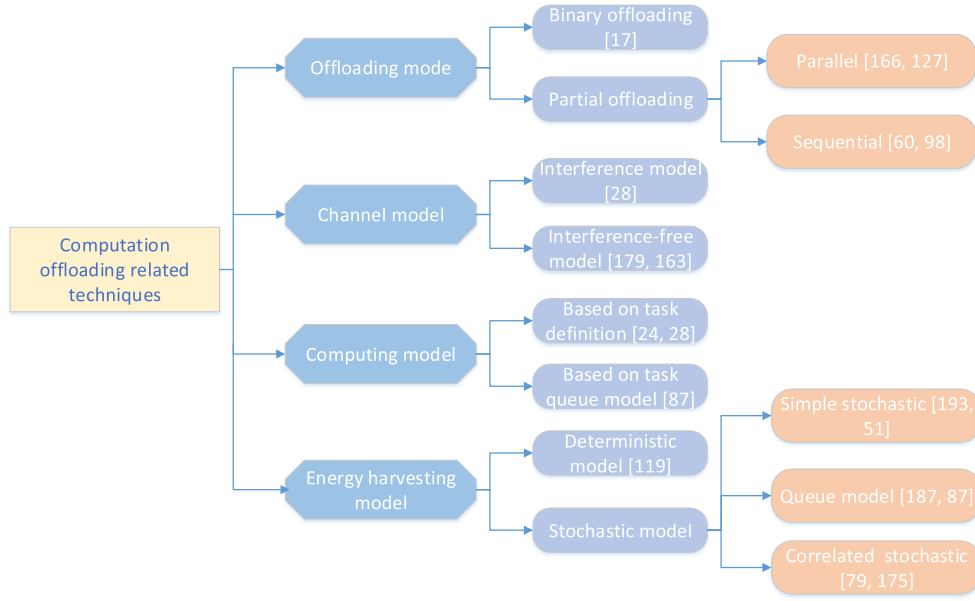 Computation
offloading related
techniques
Offloading mode
Binary offloading
[17]
Partial offloading
Parallel [166, 127]
Sequential [60, 98]
Channel model
Interference model
[28]
Interference-free
model [179, 163]
Computing model
Based on task
definition [24, 28]
Based on task
queue model [87]
Energy harvesting
model
Deterministic
model [119]
Stochastic model
Simple stochastic [193,
51]
Queue model [187, 87]
Correlated stochastic
[79, 175]